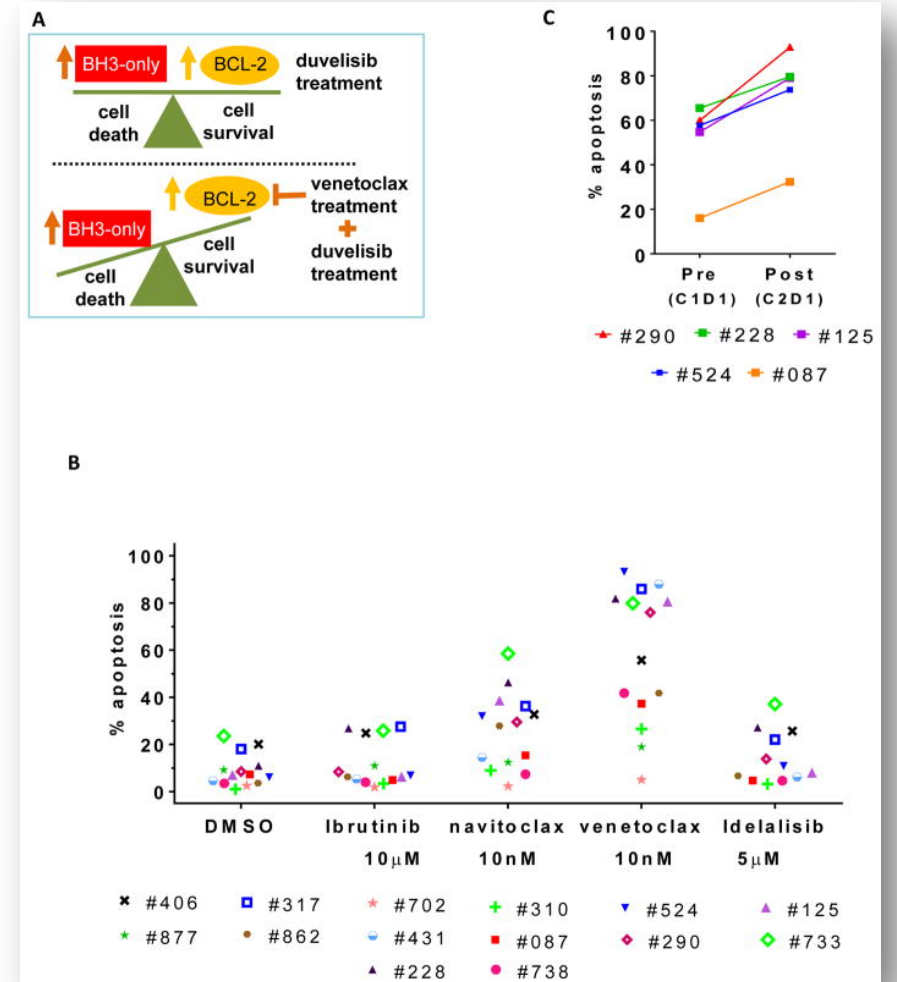 A
BH3-only BCL-2 duvelisib
treatment
cell
death
cell
survival
BCL-2
venetoclax
treatment
+
duvelisib
treatment
BH3-only
cell
survival
cell
death
C
% apoptosis
100
80
60
40
20
0
Pre
(C1D1)
Post
(C2D1)
#290 #228 #125
#524 #087
B
% apoptosis
100
80
60
40
20
0
DMSO Ibrutinib navitoclax venetoclax Idelalisib
10μM 10nM 10nM 5μM
#406 #317 #702 #310 #524 #125
#877 #862 #431 #087 #290 #733
#228 #738